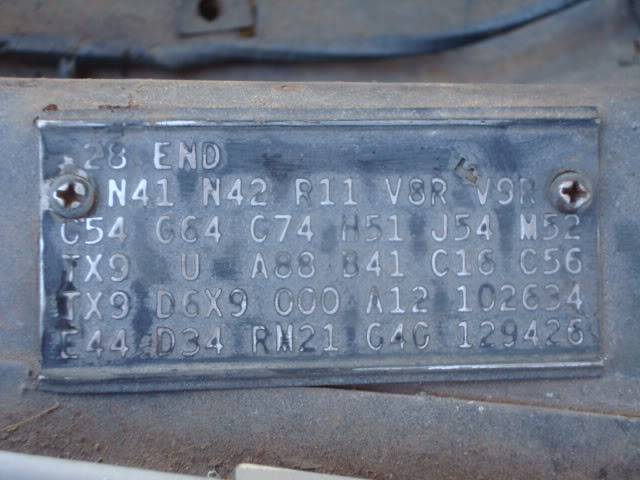 28 END
N41 N42 R11 V8R V9R
C54 G64 C74 H51 J54 M52
TX9 U A88 B41 C16 C56
TX9 D6X9 000 A12 102634
E44 D34 RM21 G4G 129426